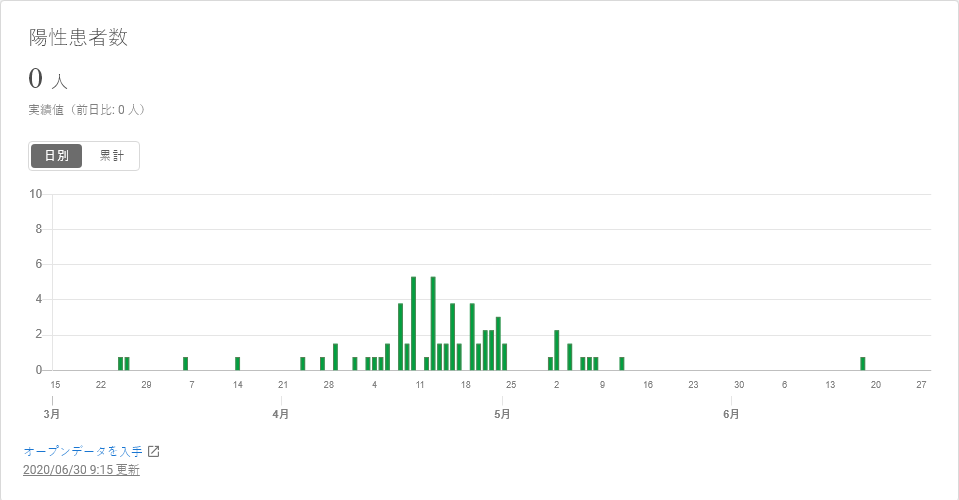 陽性患者数
0 人
実績値（前日比: 0 人）
日別 累計
10
8
6
4
2
0
15 22 29 7 14 21 28 4 11 18 25 2 9 16 23 30 6 13 20 27
3月 4月 5月 6月
オープンデータを入手
2020/06/30 9:15 更新